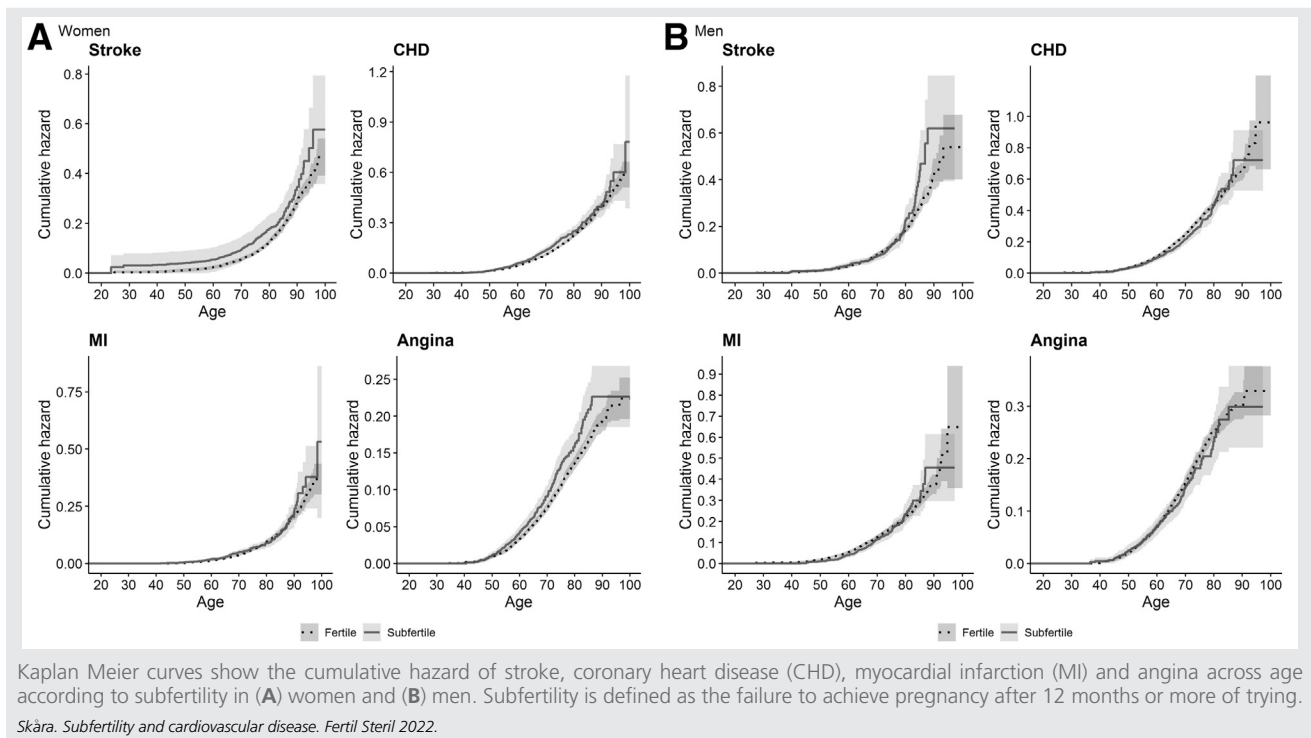 A Women
Stroke
0.8
0.6
0.4
0.2
0.0
Cumulative hazard
20 30 40 50 60 70 80 90 100
Age
CHD
1.2
0.9
0.6
0.3
0.0
Cumulative hazard
20 30 40 50 60 70 80 90 100
Age
MI
0.75
0.50
0.25
0.00
Cumulative hazard
20 30 40 50 60 70 80 90 100
Age
Angina
0.25
0.20
0.15
0.10
0.05
0.00
Cumulative hazard
20 30 40 50 60 70 80 90 100
Age
Fertile Subfertile
B Men
Stroke
0.8
0.6
0.4
0.2
0.0
Cumulative hazard
20 30 40 50 60 70 80 90 100
Age
CHD
1.0
0.8
0.6
0.4
0.2
0.0
Cumulative hazard
20 30 40 50 60 70 80 90 100
Age
MI
0.9
0.8
0.7
0.6
0.5
0.4
0.3
0.2
0.1
0.0
Cumulative hazard
20 30 40 50 60 70 80 90 100
Age
Angina
0.3
0.2
0.1
0.0
Cumulative hazard
20 30 40 50 60 70 80 90 100
Age
Fertile Subfertile
Kaplan Meier curves show the cumulative hazard of stroke, coronary heart disease (CHD), myocardial infarction (MI) and angina across age
according to subfertility in (A) women and (B) men. Subfertility is defined as the failure to achieve pregnancy after 12 months or more of trying.
Skåra. Subfertility and cardiovascular disease. Fertil Steril 2022.